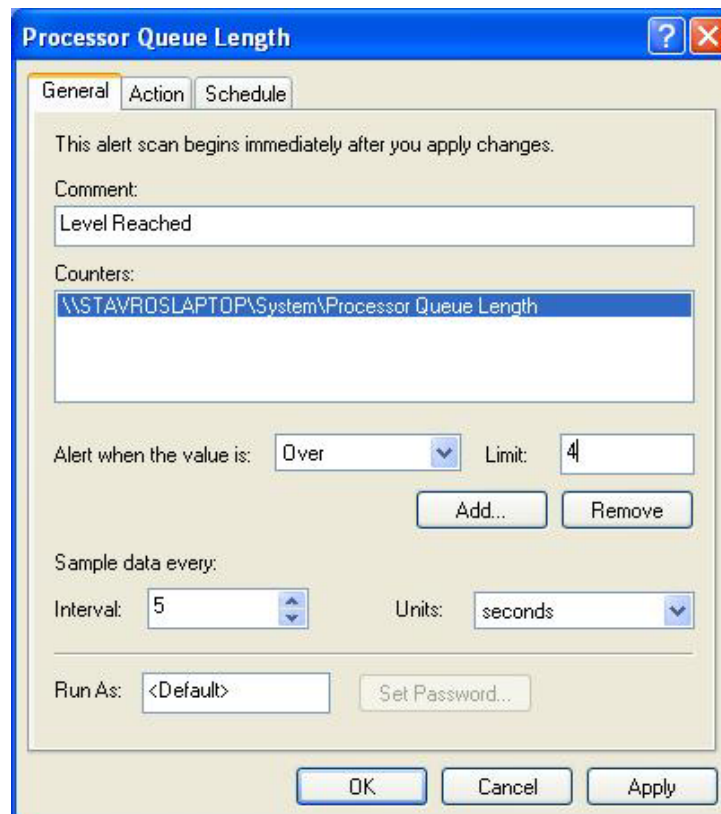 Processor Queue Length
General Action Schedule
This alert scan begins immediately after you apply changes.
Comment:
Level Reached
Counters:
\\STAVROSLAPTOP\System\Processor Queue Length
Alert when the value is: Over Limit: 4
Add... Remove
Sample data every:
Interval: 5 Units: seconds
Run As: <Default> Set Password...
OK Cancel Apply